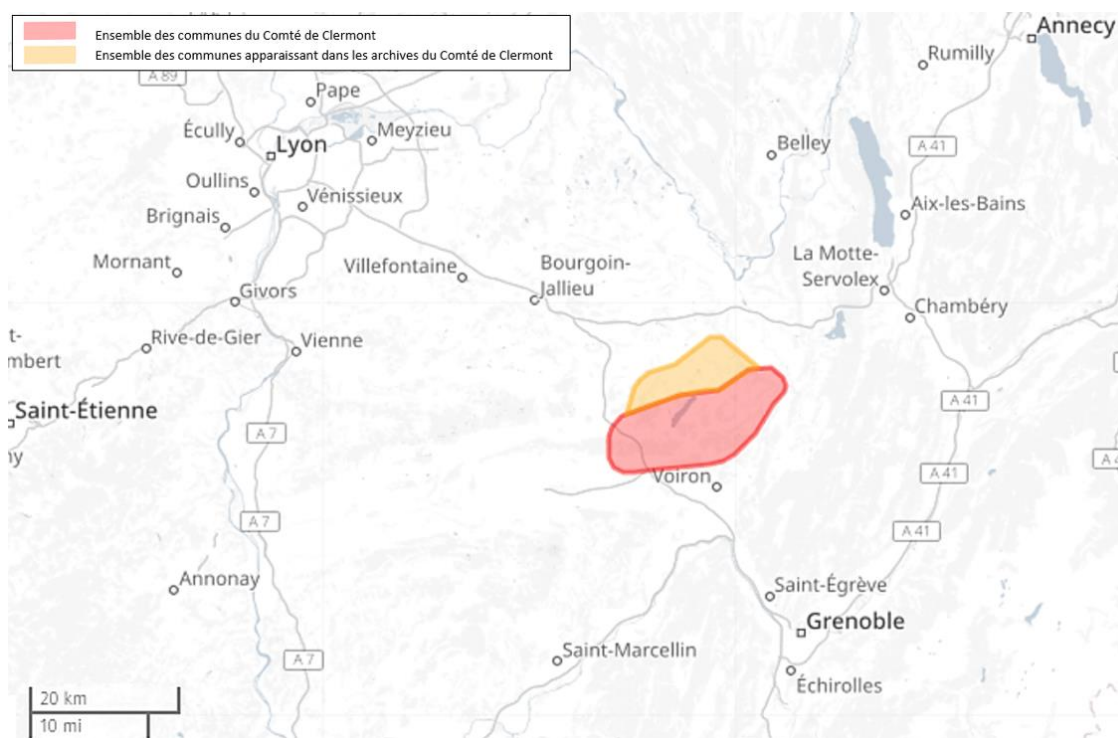 Ensemble des communes du Comté de Clermont
Ensemble des communes apparaissant dans les archives du Comté de Clermont
Annecy
Rumilly
A 89
Pape
Écully
Meyzieu
Lyon
Belley
A 41
Oullins
Vénissieux
Brignais
Aix-les-Bains
La Motte-
Servolex
Mornant
Villefontaine
Bourgoin-
Jallieu
Givors
Chambéry
t-
mbert
Rive-de-Gier
Vienne
Saint-Étienne
A 41
A 7
ny
Voiron
A 41
A 7
A 41
Annonay
Saint-Égrève
Grenoble
Saint-Marcellin
A 7
Échirolles
20 km
10 mi